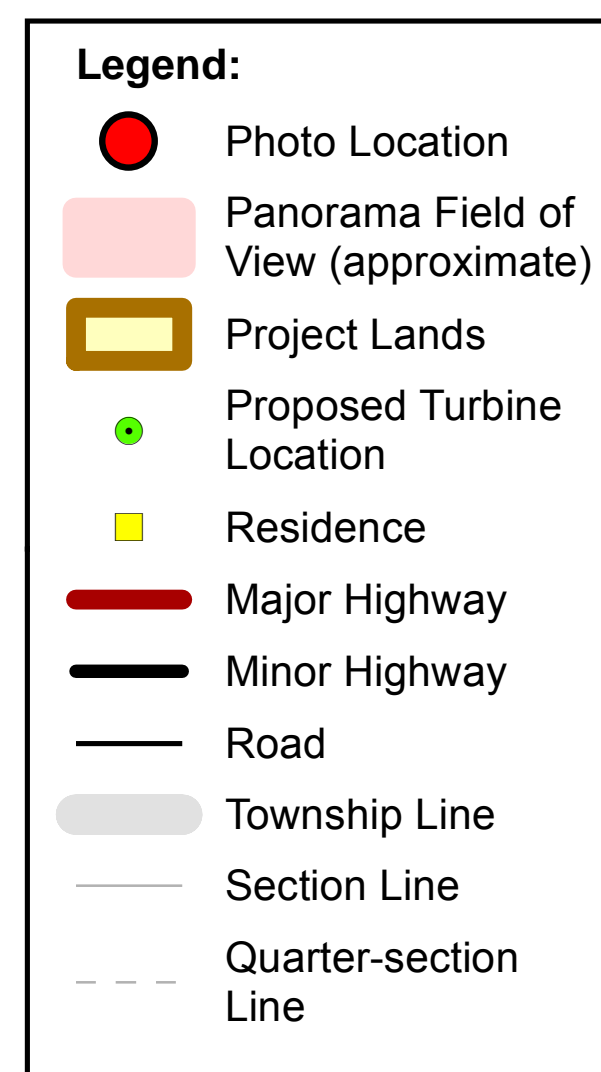 Legend:
Photo Location
Panorama Field of
View (approximate)
Project Lands
Proposed Turbine
Location
Residence
Major Highway
Minor Highway
Road
Township Line
Section Line
Quarter-section
Line